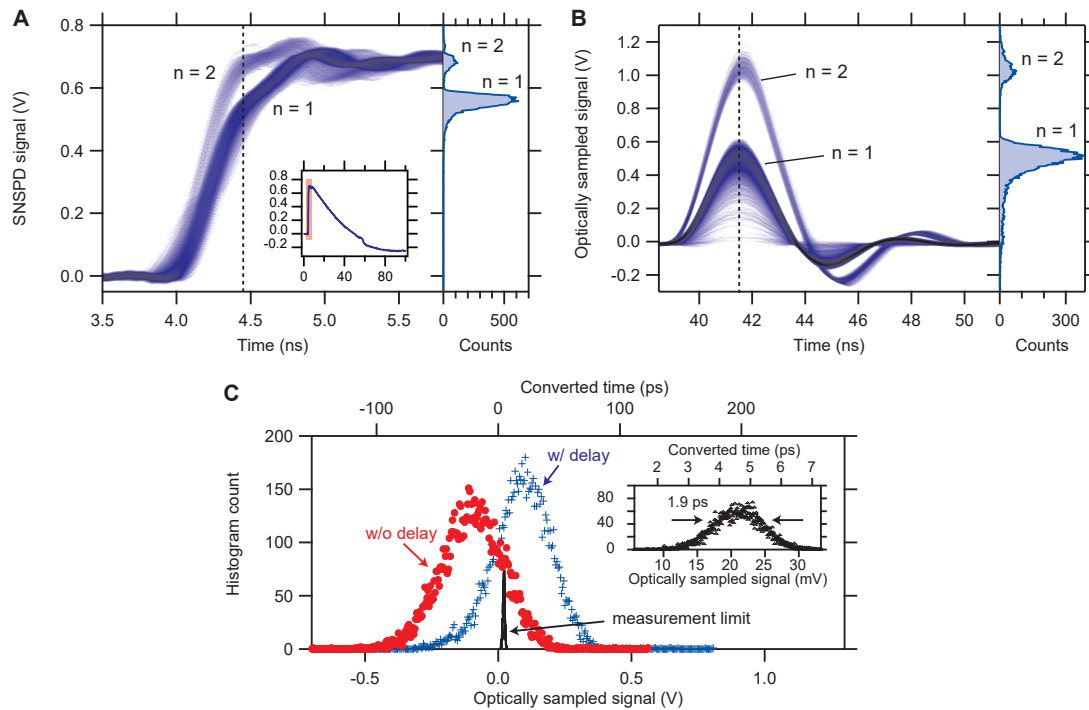 A
SNSPD signal (V)
0.8
0.6
0.4
0.2
0.0
n = 2
n = 1
0.8
0.6
0.4
0.2
0.0
-0.2
0 40 80
3.5 4.0 4.5 5.0 5.5
Time (ns)
n = 2
n = 1
0 500
Counts
B
Optically sampled signal (V)
1.2
1.0
0.8
0.6
0.4
0.2
-0.0
-0.2
n = 2
n = 1
40 42 44 46 48 50
Time (ns)
n = 2
n = 1
0 300
Counts
C
Converted time (ps)
-100 0 100 200
Histogram count
200
150
100
50
0
w/o delay
w/ delay
measurement limit
-0.5 0.0 0.5 1.0
Optically sampled signal (V)
Converted time (ps)
2 3 4 5 6 7
80
40
0
1.9 ps
10 15 20 25 30
Optically sampled signal (mV)